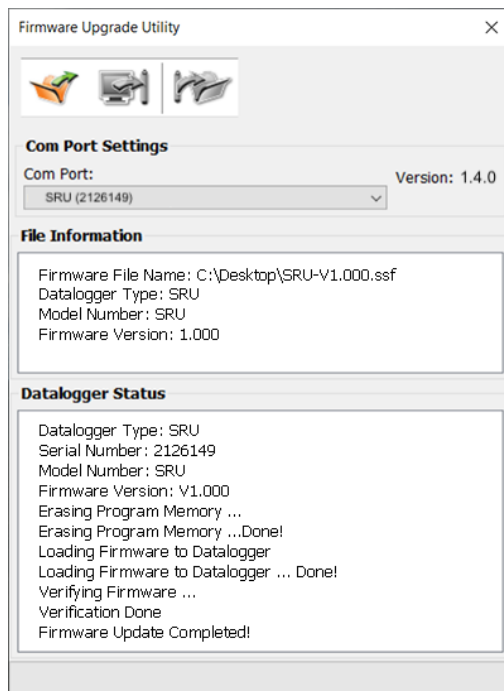 Firmware Upgrade Utility
Com Port Settings
Com Port:
Version: 1.4.0
SRU (2126149)
File Information
Firmware File Name: C:\Desktop\SRU-V1.000.ssf
Datalogger Type: SRU
Model Number: SRU
Firmware Version: 1.000
Datalogger Status
Datalogger Type: SRU
Serial Number: 2126149
Model Number: SRU
Firmware Version: V1.000
Erasing Program Memory ...
Erasing Program Memory ...Done!
Loading Firmware to Datalogger
Loading Firmware to Datalogger ... Done!
Verifying Firmware ...
Verification Done
Firmware Update Completed!